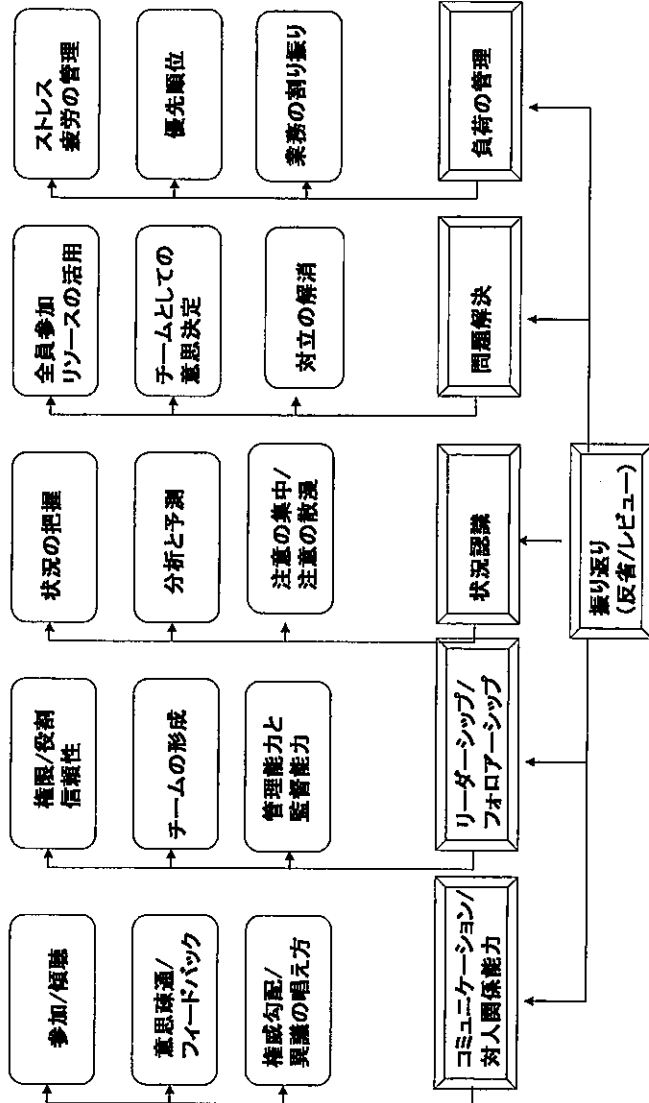 参加/傾聴
意思疎通/
フィードバック
権威勾配/
異議の唱え方
コミュニケーション/
対人関係能力
権限/役割
信頼性
チームの形成
管理能力と
監督能力
リーダーシップ/
フォロアーシップ
状況の把握
分析と予測
注意の集中/
注意の散漫
状況認識
全員参加
リソースの活用
チームとしての
意思決定
対立の解消
問題解決
ストレス
疲労の管理
優先順位
業務の割り振り
負荷の管理
振り返り
(反省/レビュー)